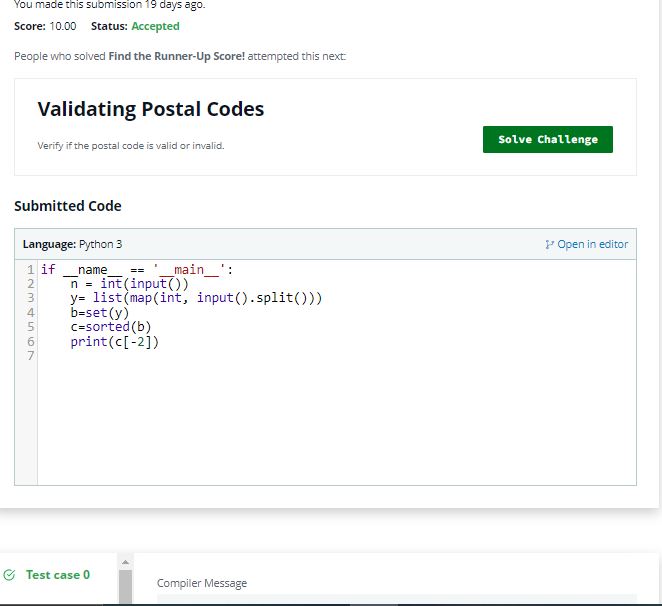 You made this submission 19 days ago.
Score: 10.00 Status: Accepted
People who solved Find the Runner-Up Score! attempted this next:
Validating Postal Codes
Verify if the postal code is valid or invalid.
Solve Challenge
Submitted Code
Language: Python 3
Open in editor
1 if __name__ == '__main__':
2     n = int(input())
3     y= list(map(int, input().split()))
4     b=set(y)
5     c=sorted(b)
6     print(c[-2])
7
Test case 0
Compiler Message